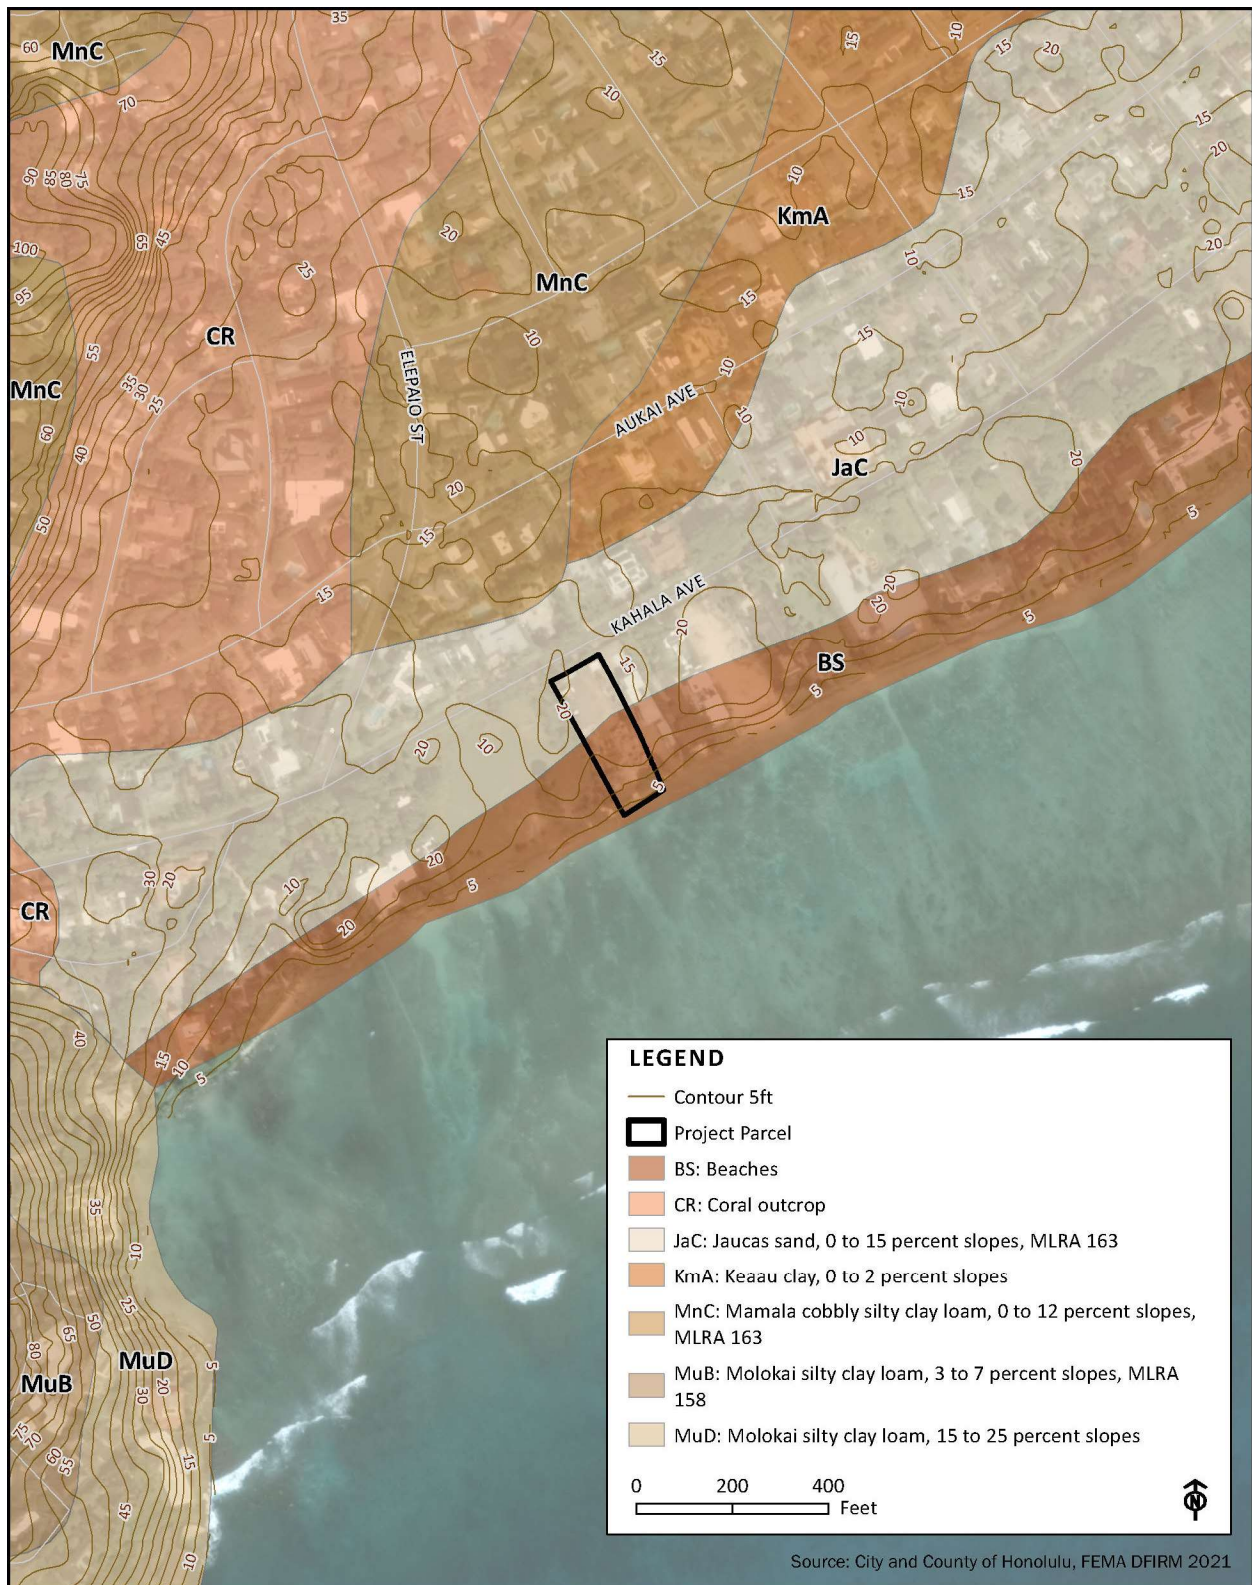 35
60
MnC
15
10
15
20
15
70
10
15
90
85
80
75
10
20
15
KmA
20
65
45
20
100
10
25
MnC
95
15
15
CR
10
55
10
35
30
25
MnC
ELEPAIO ST
AUKAI AVE
10
10
60
10
40
JaC
20
20
50
5
15
15
20
KAHALA AVE
20
5
20
15
BS
5
20
20
10
5
20
30
20
10
5
CR
20
40
15
10
5
LEGEND
Contour 5ft
Project Parcel
BS: Beaches
CR: Coral outcrop
JaC: Jaucas sand, 0 to 15 percent slopes, MLRA 163
KmA: Keaau clay, 0 to 2 percent slopes
MnC: Mamala cobbly silty clay loam, 0 to 12 percent slopes,
MLRA 163
MuB: Molokai silty clay loam, 3 to 7 percent slopes, MLRA
158
MuD: Molokai silty clay loam, 15 to 25 percent slopes
0 200 400
Feet
N
35
10
25
50
65
80
MuD
5
MuB
30
20
75
70
5
60
55
15
45
10
Source: City and County of Honolulu, FEMA DFIRM 2021